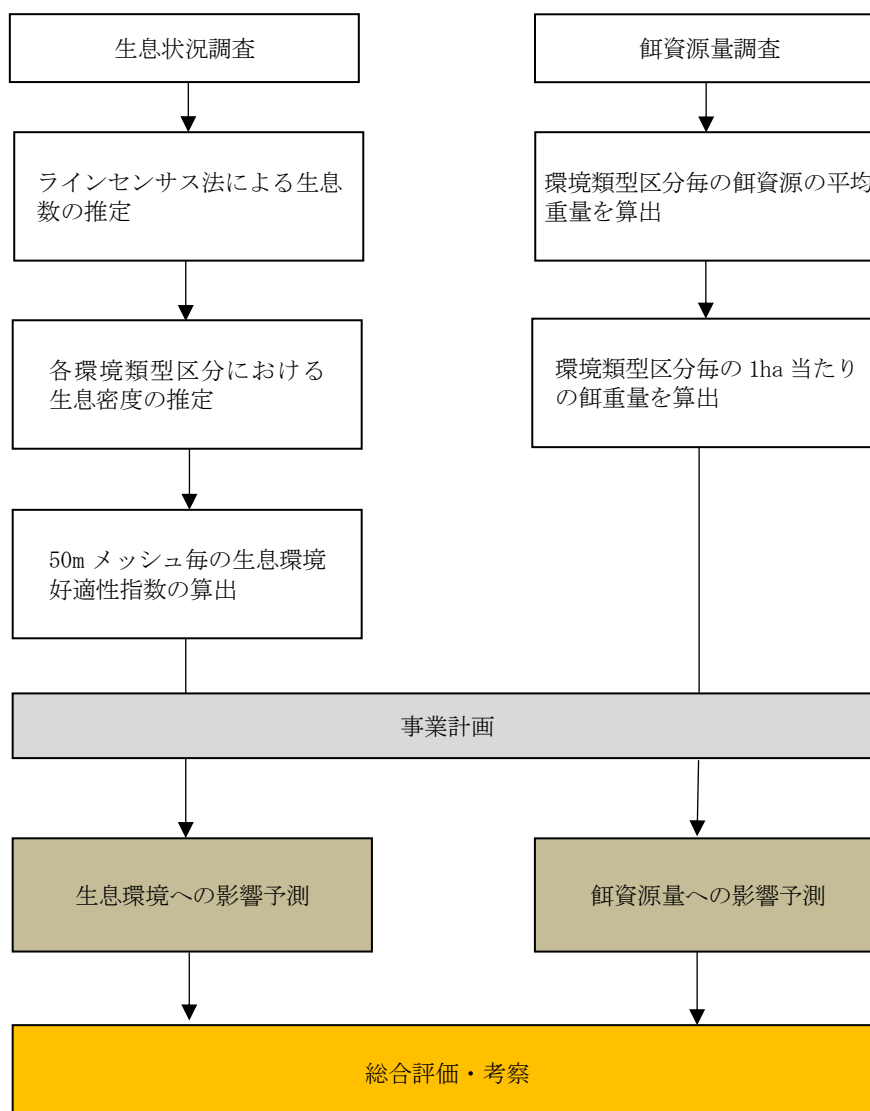 生息状況調査
餌資源量調査
ラインセンサス法による生息
数の推定
環境類型区分毎の餌資源の平均
重量を算出
各環境類型区分における
生息密度の推定
環境類型区分毎の 1ha 当たり
の餌重量を算出
50m メッシュ毎の生息環境
好適性指数の算出
事業計画
生息環境への影響予測
餌資源量への影響予測
総合評価・考察